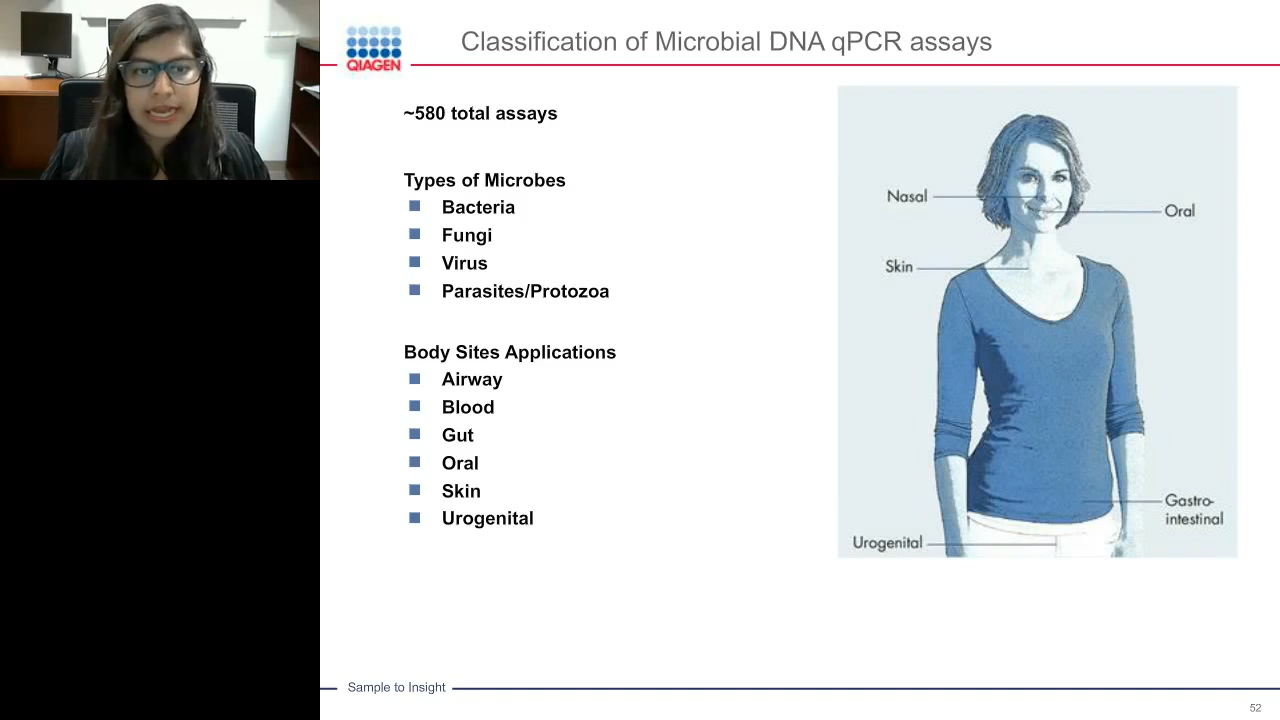 QIAGEN
Classification of Microbial DNA qPCR assays
~580 total assays
Types of Microbes
Bacteria
Fungi
Virus
Parasites/Protozoa
Body Sites Applications
Airway
Blood
Gut
Oral
Skin
Urogenital
Nasal
Oral
Skin
Gastro-
intestinal
Urogenital
Sample to Insight
52